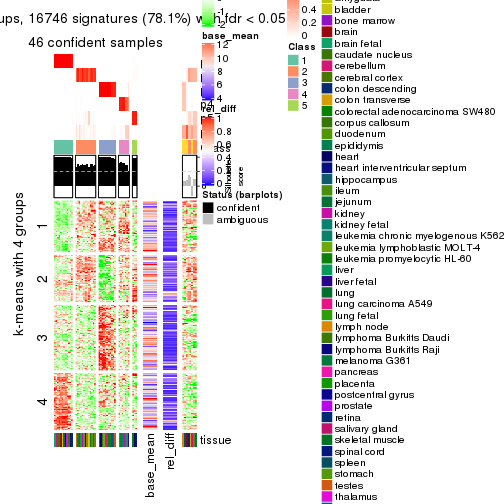 ups, 16746 signatures (78.1%) with fdr < 0.05
46 confident samples
k-means with 4 groups
1
2
3
4
base_mean
rel_diff
tissue
-2
base_mean
12
10
8
6
4
rel_diff
1
0.8
0.6
0.4
0.2
0
silhouette
score
Status (barplots)
confident
ambiguous
0.4
0.2
0
Class
1
2
3
4
5
bladder
bone marrow
brain
brain fetal
caudate nucleus
cerebellum
cerebral cortex
colon descending
colon transverse
colorectal adenocarcinoma SW480
corpus callosum
duodenum
epididymis
heart
heart interventricular septum
hippocampus
ileum
jejunum
kidney
kidney fetal
leukemia chronic myelogenous K562
leukemia lymphoblastic MOLT-4
leukemia promyelocytic HL-60
liver
liver fetal
lung
lung carcinoma A549
lung fetal
lymph node
lymphoma Burkitts Daudi
lymphoma Burkitts Raji
melanoma G361
pancreas
placenta
postcentral gyrus
prostate
retina
salivary gland
skeletal muscle
spinal cord
spleen
stomach
testes
thalamus